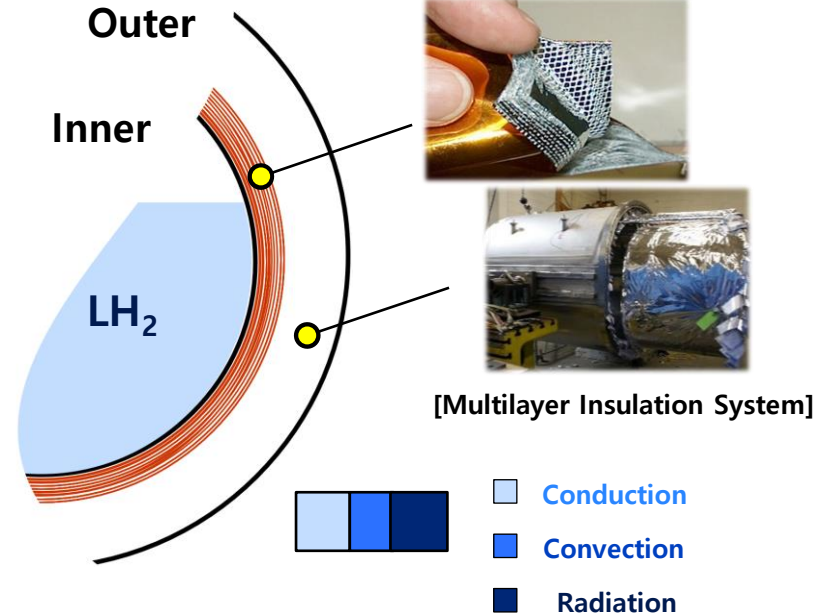 Outer
Inner
LH₂
[Multilayer Insulation System]
Conduction
Convection
Radiation